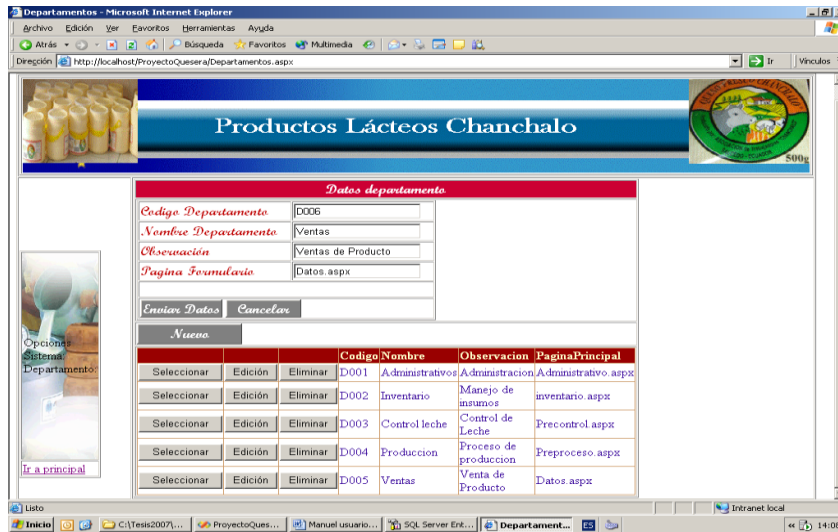 Departamentos - Microsoft Internet Explorer
Archivo Edición Ver Favoritos Herramientas Ayuda
Atrás Búsqueda Favoritos Multimedia
Dirección http://localhost/ProyectoQuesera/Departamentos.aspx Ir Vínculos
Productos Lácteos Chanchalo
500g
Datos departamento
Codigo Departamento D006
Nombre Departamento Ventas
Observación Ventas de Producto
Pagina Formulario Datos.aspx
Enviar Datos Cancelar
Nuevo
Opciones
Sistema:
Departamento:
Ir a principal
Codigo Nombre Observacion PaginaPrincipal
Seleccionar Edición Eliminar D001 Administrativos Administracion Administrativo.aspx
Seleccionar Edición Eliminar D002 Inventario Manejo de insumos inventario.aspx
Seleccionar Edición Eliminar D003 Control leche Control de Leche Precontrol.aspx
Seleccionar Edición Eliminar D004 Produccion Proceso de produccion Preproceso.aspx
Seleccionar Edición Eliminar D005 Ventas Venta de Producto Datos.aspx
Listo Intranet local
Inicio C:\Tesis2007\... ProyectoQues... Manuel usuario... SQL Server Ent... Department... ES